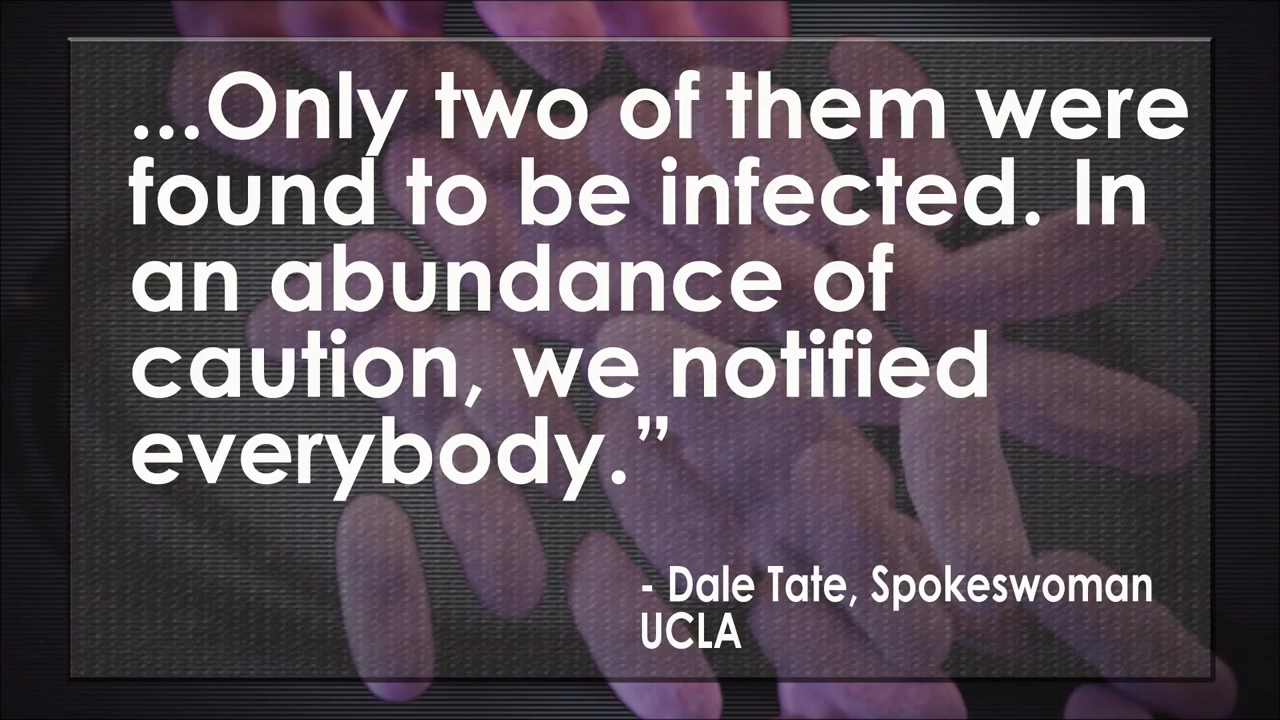 ...Only two of them were
found to be infected. In
an abundance of
caution, we notified
everybody.”
- Dale Tate, Spokeswoman
UCLA